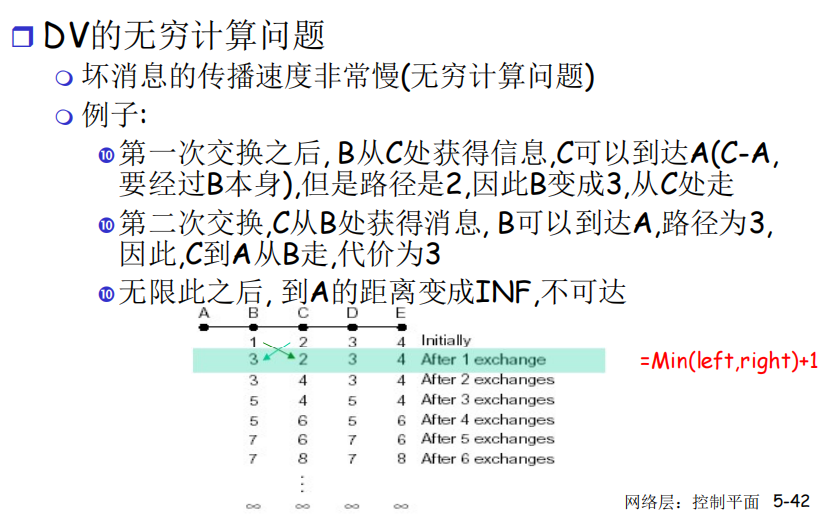 DV的无穷计算问题
坏消息的传播速度非常慢(无穷计算问题)
例子:
第一次交换之后, B从C处获得信息,C可以到达A(C-A,
要经过B本身),但是路径是2,因此B变成3,从C处走
第二次交换,C从B处获得消息, B可以到达A,路径为3,
因此,C到A从B走,代价为3
无限此之后, 到A的距离变成INF,不可达
A B C D E
1 2 3 4 Initially
3 2 3 4 After 1 exchange
=Min(left,right)+1
3 4 3 4 After 2 exchanges
5 4 5 4 After 3 exchanges
5 6 5 6 After 4 exchanges
7 6 7 6 After 5 exchanges
7 8 7 8 After 6 exchanges
⋮
∞ ∞ ∞ ∞
网络层: 控制平面 5-42